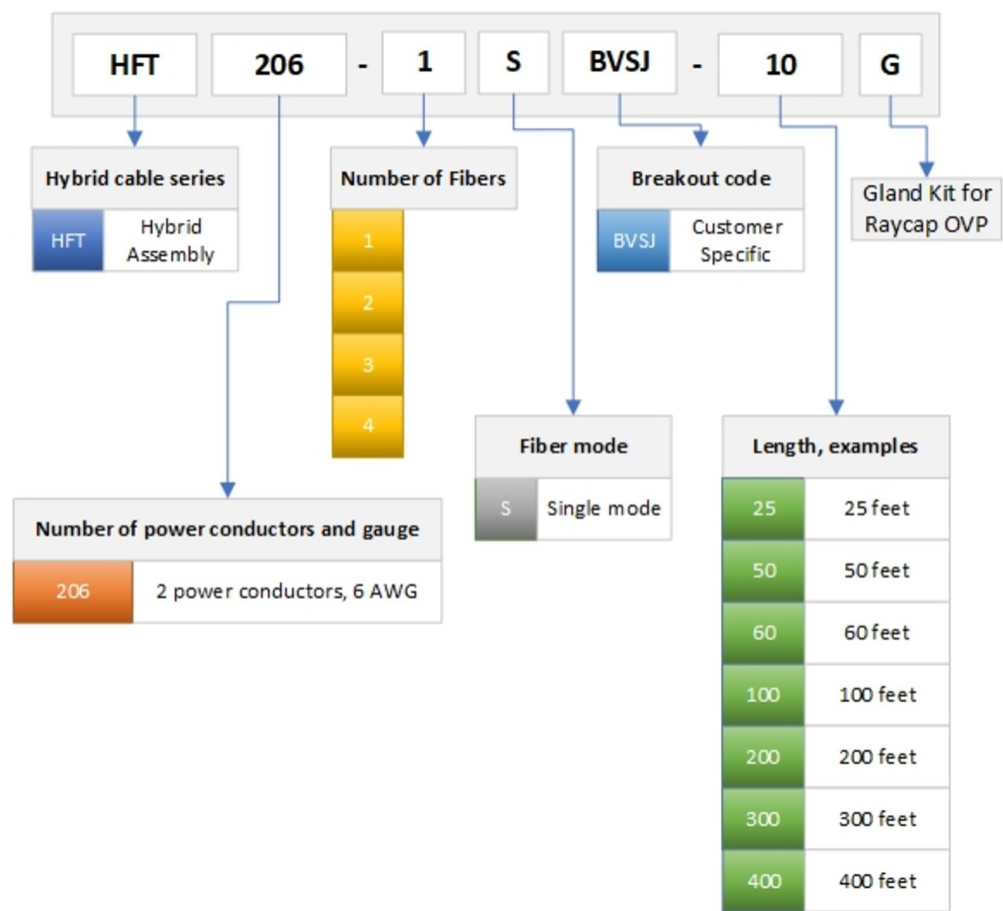 HFT 206 - 1 S BVSJ - 10 G
Hybrid cable series
HFT Hybrid Assembly
Number of Fibers
1
2
3
4
Breakout code
BVSJ Customer Specific
Gland Kit for
Raycap OVP
Number of power conductors and gauge
206 2 power conductors, 6 AWG
Fiber mode
S Single mode
Length, examples
25 25 feet
50 50 feet
60 60 feet
100 100 feet
200 200 feet
300 300 feet
400 400 feet